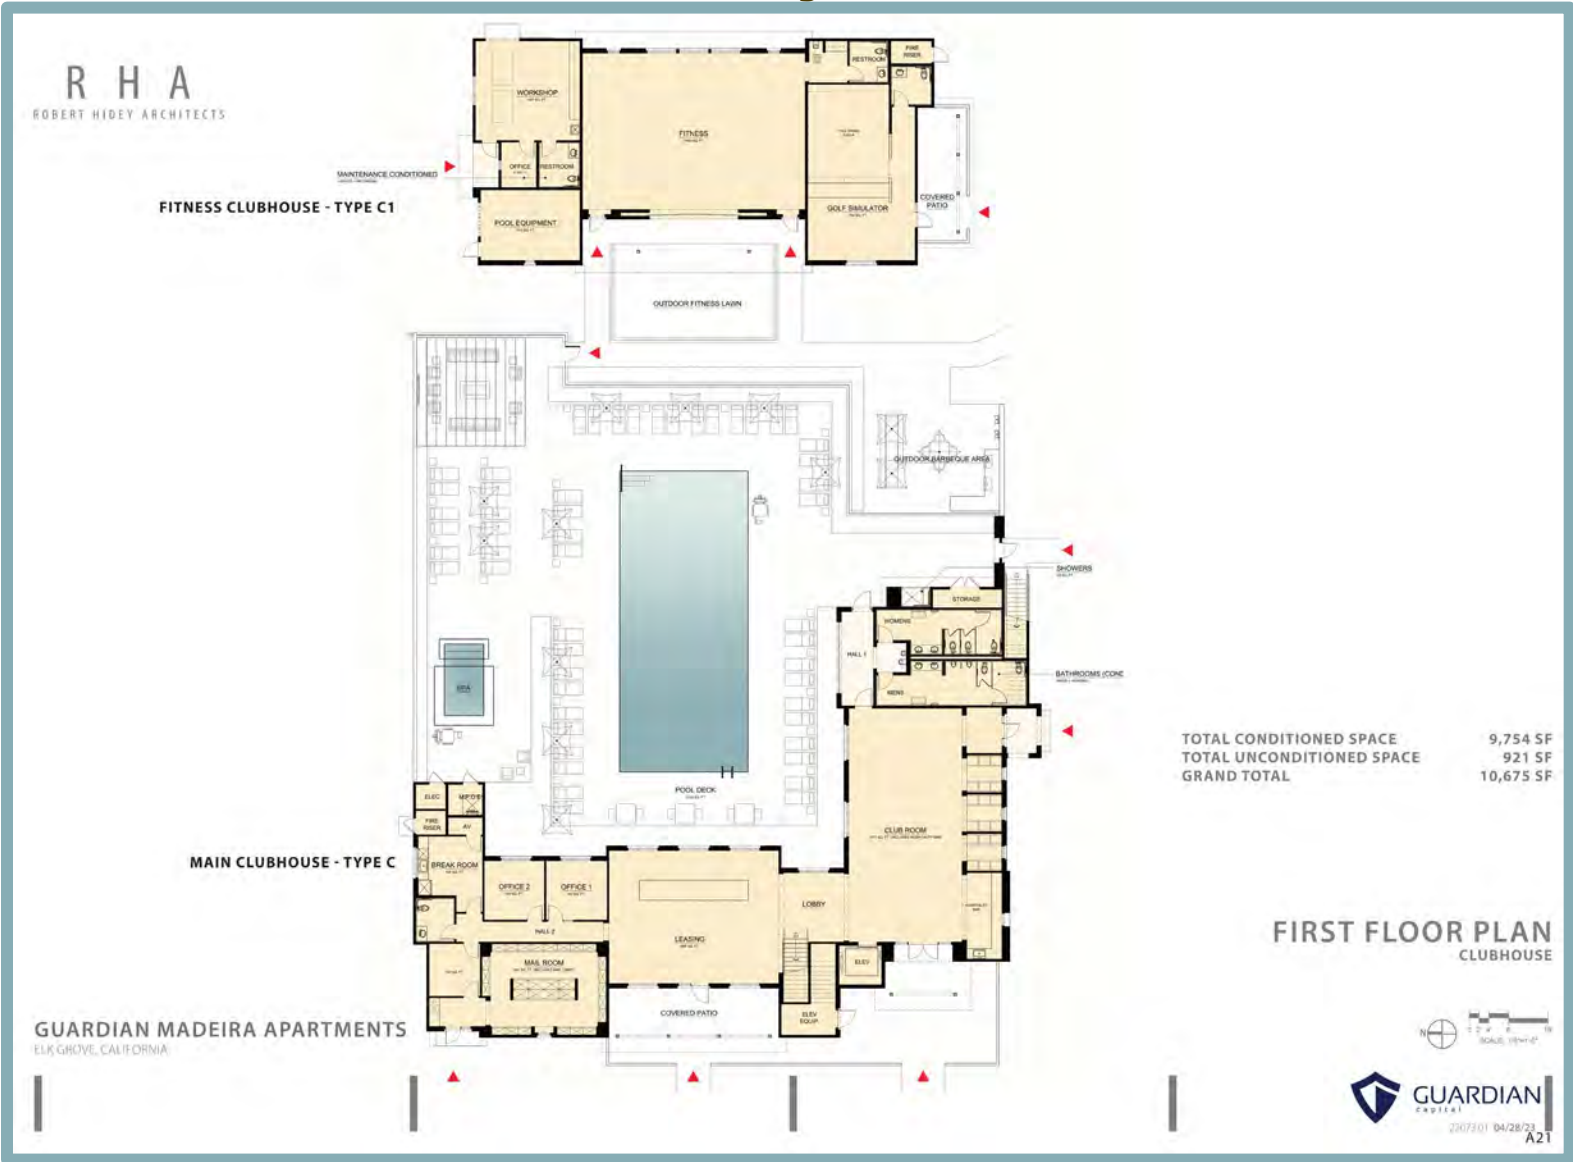 RHA
ROBERT HIDEY ARCHITECTS
WORKSHOP
FITNESS
RESTROOM
FIRE
RISER
OFFICE
RESTROOM
MAINTENANCE CONDITIONED
FITNESS CLUBHOUSE - TYPE C1
POOL EQUIPMENT
GOLF SIMULATOR
COVERED
PATIO
OUTDOOR FITNESS LAWN
OUTDOOR BARBEQUE AREA
SHOWERS
STORAGE
WOMENS
HALL 1
MENS
BATHROOMS (COND
SPA
POOL DECK
TOTAL CONDITIONED SPACE 9,754 SF
TOTAL UNCONDITIONED SPACE 921 SF
GRAND TOTAL 10,675 SF
ELEC
FIRE
RISER
AV
CLUB ROOM
MAIN CLUBHOUSE - TYPE C
BREAK ROOM
OFFICE 2
OFFICE 1
LOBBY
HALL 2
LEASING
MAIL ROOM
ELEV
COVERED PATIO
ELEV
EQUIP.
FIRST FLOOR PLAN
CLUBHOUSE
GUARDIAN MADEIRA APARTMENTS
ELK GROVE, CALIFORNIA
N
GUARDIAN
capital
22073.01 04/28/23
A21